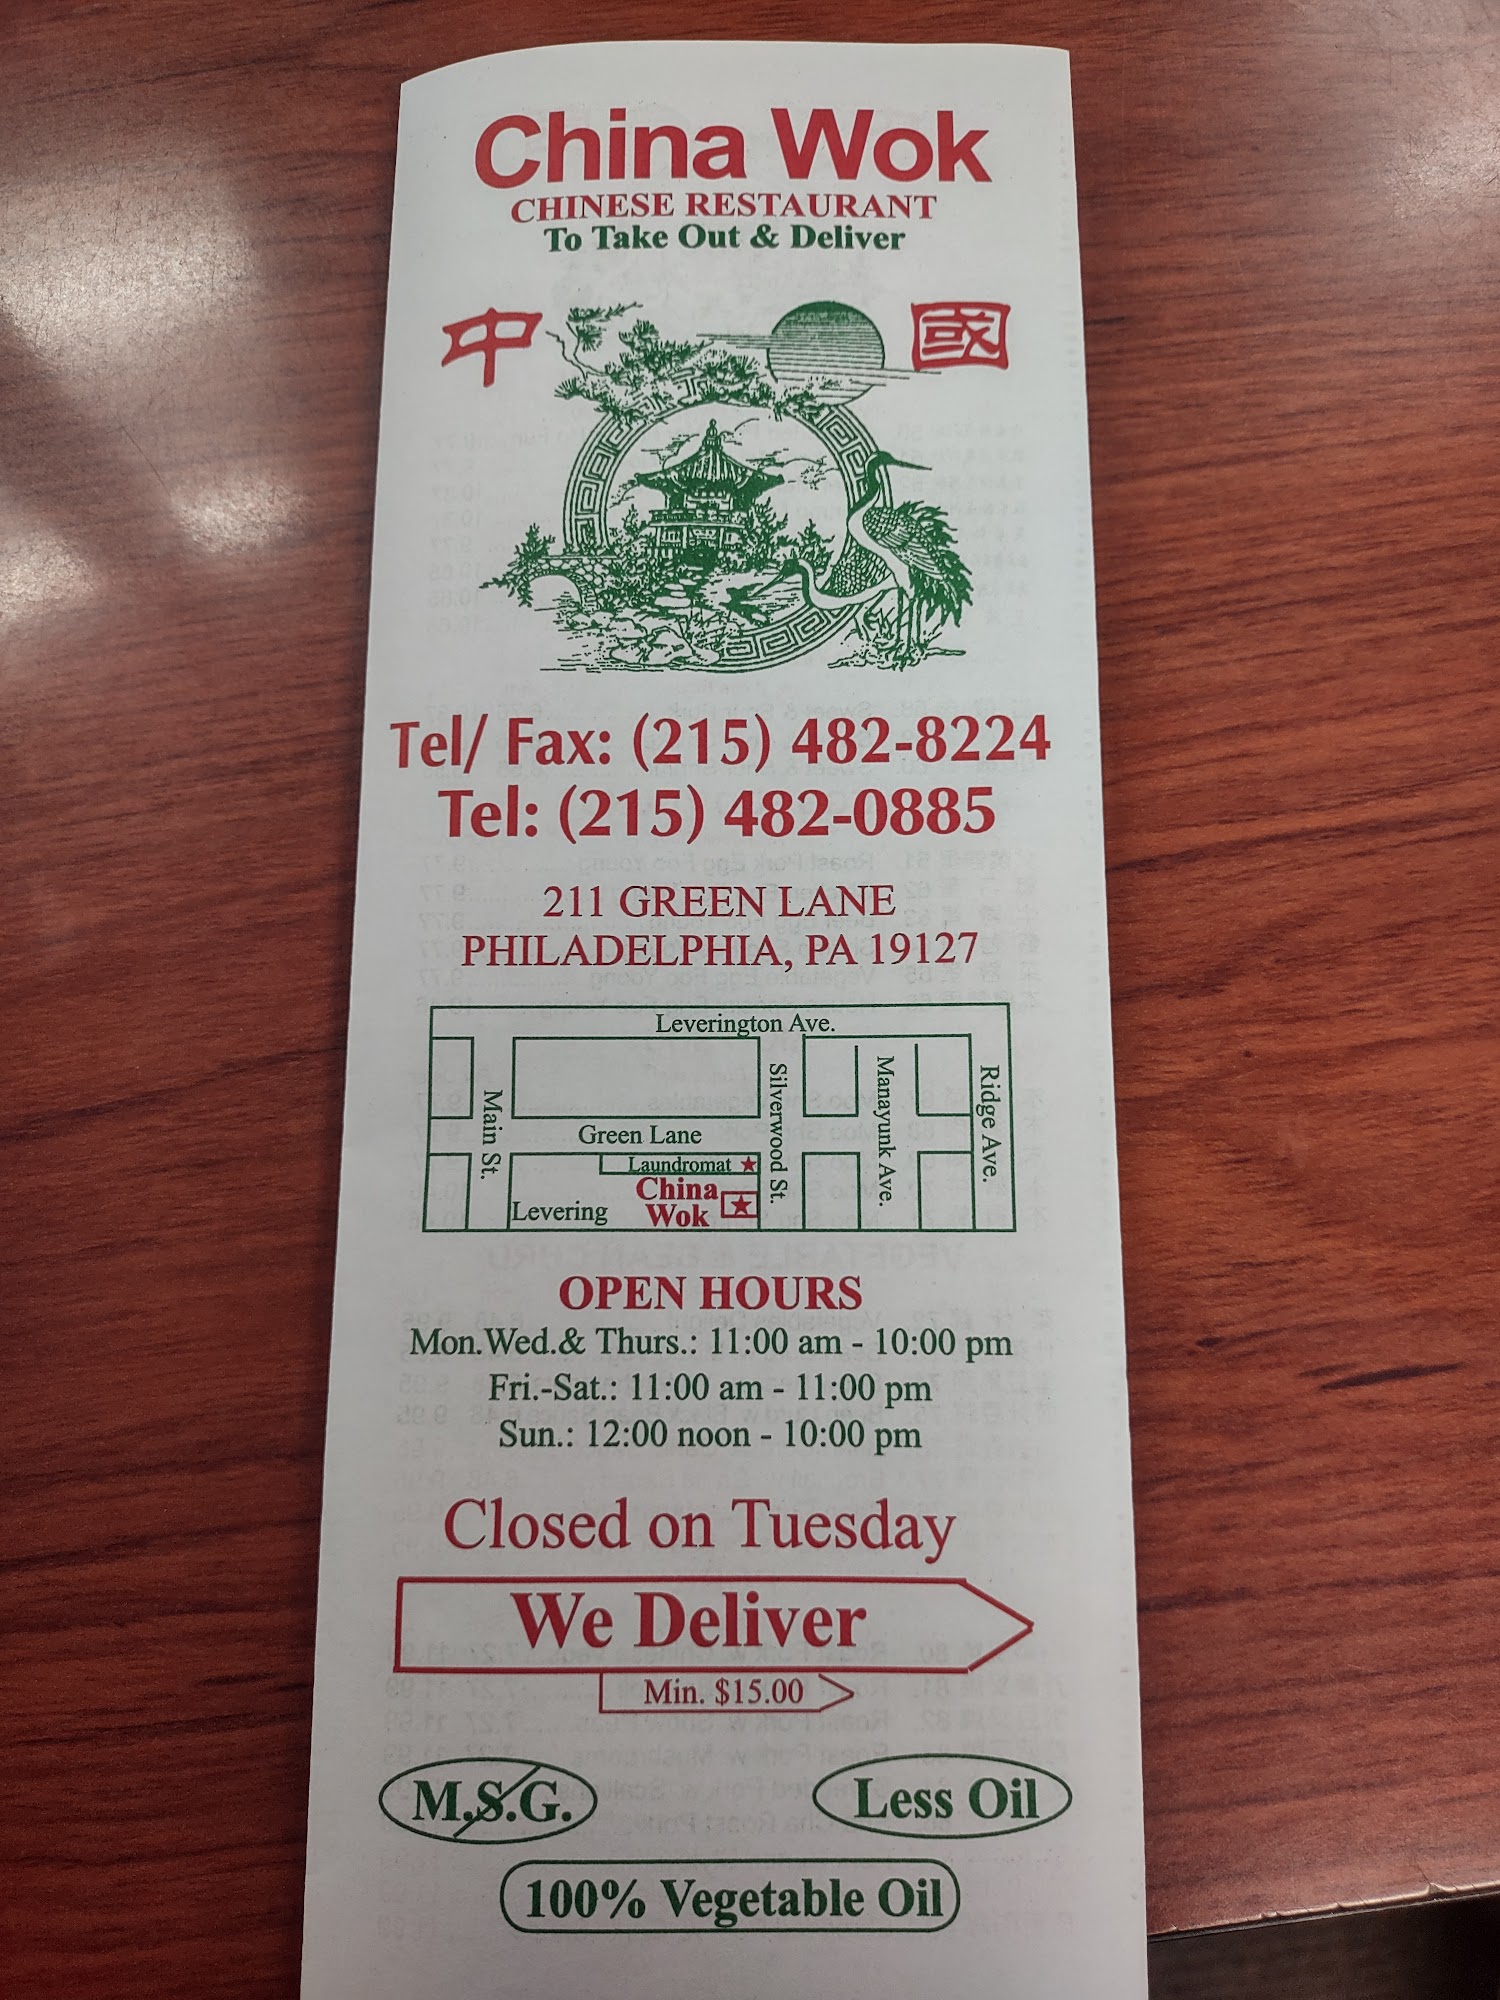 China Wok
CHINESE RESTAURANT
To Take Out & Deliver
中 國
Tel/ Fax: (215) 482-8224
Tel: (215) 482-0885
211 GREEN LANE
PHILADELPHIA, PA 19127
Leverington Ave.
Main St.
Green Lane
Silverwood St.
Manayunk Ave.
Ridge Ave.
Laundromat
China
Wok
Levering
OPEN HOURS
Mon.Wed.& Thurs.: 11:00 am - 10:00 pm
Fri.-Sat.: 11:00 am - 11:00 pm
Sun.: 12:00 noon - 10:00 pm
Closed on Tuesday
We Deliver
Min. $15.00
M.S.G.
Less Oil
100% Vegetable Oil